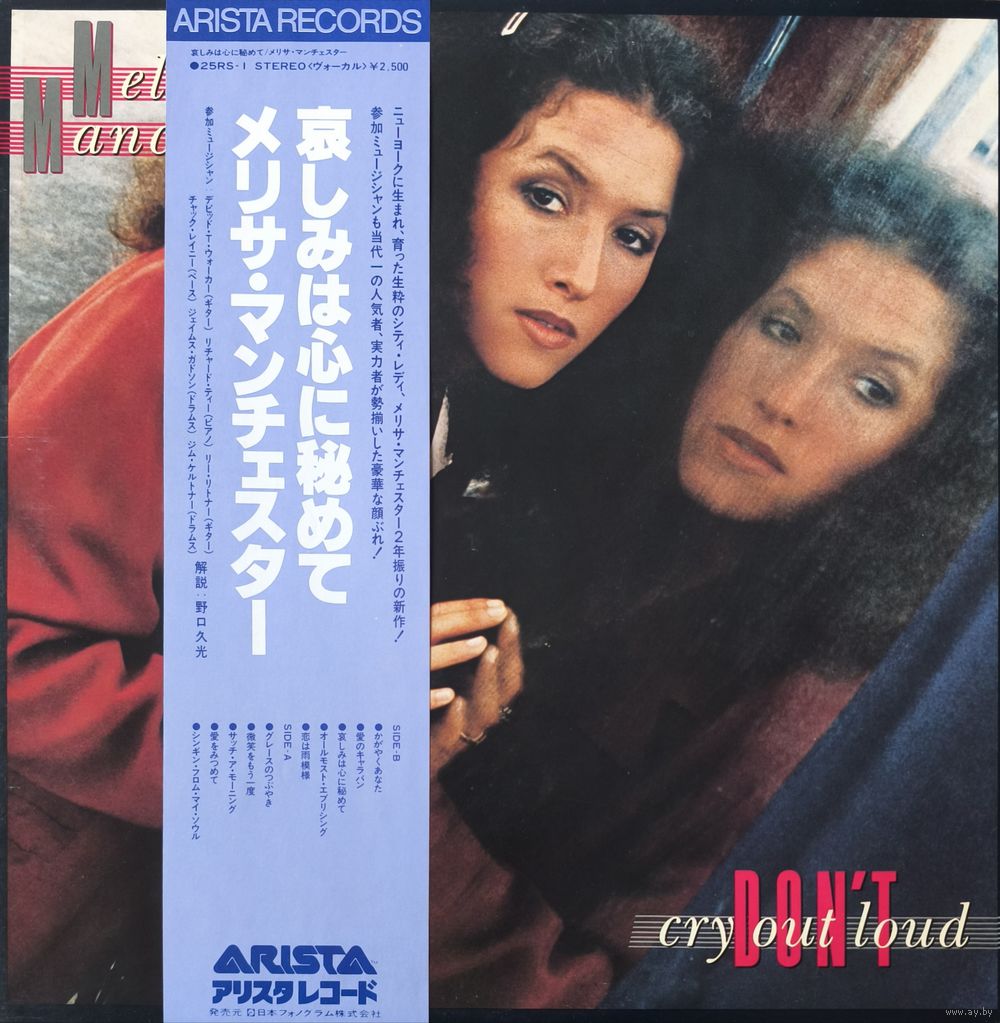 ARISTA RECORDS
哀しみは心に秘めて/メリサ・マンチェスター
●25RS-1 STEREO〈ヴォーカル〉¥2,500
Mel
Manc
ニューヨークに生まれ、育った生粋のシティ・レディ、メリサ・マンチェスター2年振りの新作!
参加ミュージシャンも当代一の人気者、実力者が勢揃いした豪華な顔ぶれ!
哀しみは心に秘めて
メリサ・マンチェスター
参加ミュージシャン:デビッド・T・ウォーカー(ギター) リチャード・ティー(ピアノ) リー・リトナー(ギター)
チャック・レイニー(ベース) ジェイムス・ガドソン(ドラムス) ジム・ケルトナー(ドラムス)
解説:野口久光
SIDE-B
●かがやくあなた
●愛のキャラバン
●哀しみは心に秘めて
●オールモスト・エブリシング
●恋は雨模様
SIDE-A
●グレースのつぶやき
●微笑をもう一度
●サッチ・ア・モーニング
●愛をみつめて
●シンギン・フロム・マイ・ソウル
DON'T
cry out loud
ARISTA™
アリスタレコード
発売元 日本フォノグラム株式会社
www.ay.by